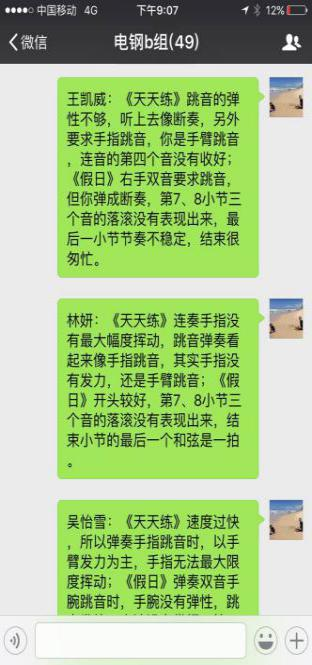 中国移动 4G 下午9:07 12%
微信 电钢b组(49)
王凯威：《天天练》跳音的弹
性不够，听上去像断奏，另外
要求手指跳音，你是手臂跳音
，连音的第四个音没有收好；
《假日》右手双音要求跳音，
但你弹成断奏，第7、8小节三
个音的落滚没有表现出来，最
后一小节节奏不稳定，结束很
匆忙。
林妍：《天天练》连奏手指没
有最大幅度挥动，跳音弹奏看
起来像手指跳音，其实手指没
有发力，还是手臂跳音；《假
日》开头较好，第7、8小节三
个音的落滚没有表现出来，结
束小节的最后一个和弦是一拍
。
吴怡雪：《天天练》速度过快
，所以弹奏手指跳音时，以手
臂发力为主，手指无法最大限
度挥动；《假日》弹奏双音手
腕跳音时，手腕没有弹性，跳